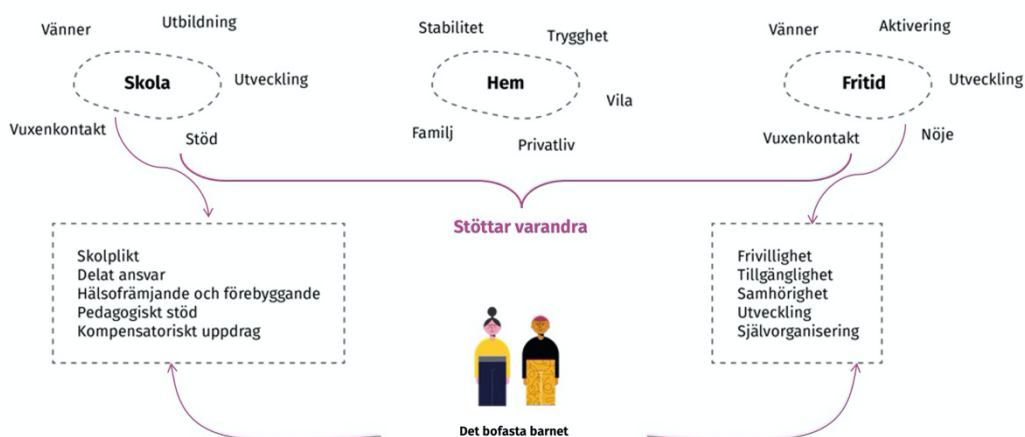 Vänner
Utbildning
Skola
Utveckling
Vuxenkontakt
Stöd
Stabilitet
Trygghet
Hem
Vila
Familj
Privatliv
Vänner
Aktivering
Fritid
Utveckling
Vuxenkontakt
Nöje
Stöttar varandra
Skolplikt
Delat ansvar
Hälsofrämjande och förebyggande
Pedagogiskt stöd
Kompensatoriskt uppdrag
Frivillighet
Tillgänglighet
Samhörighet
Utveckling
Självorganisering
Det bofasta barnet